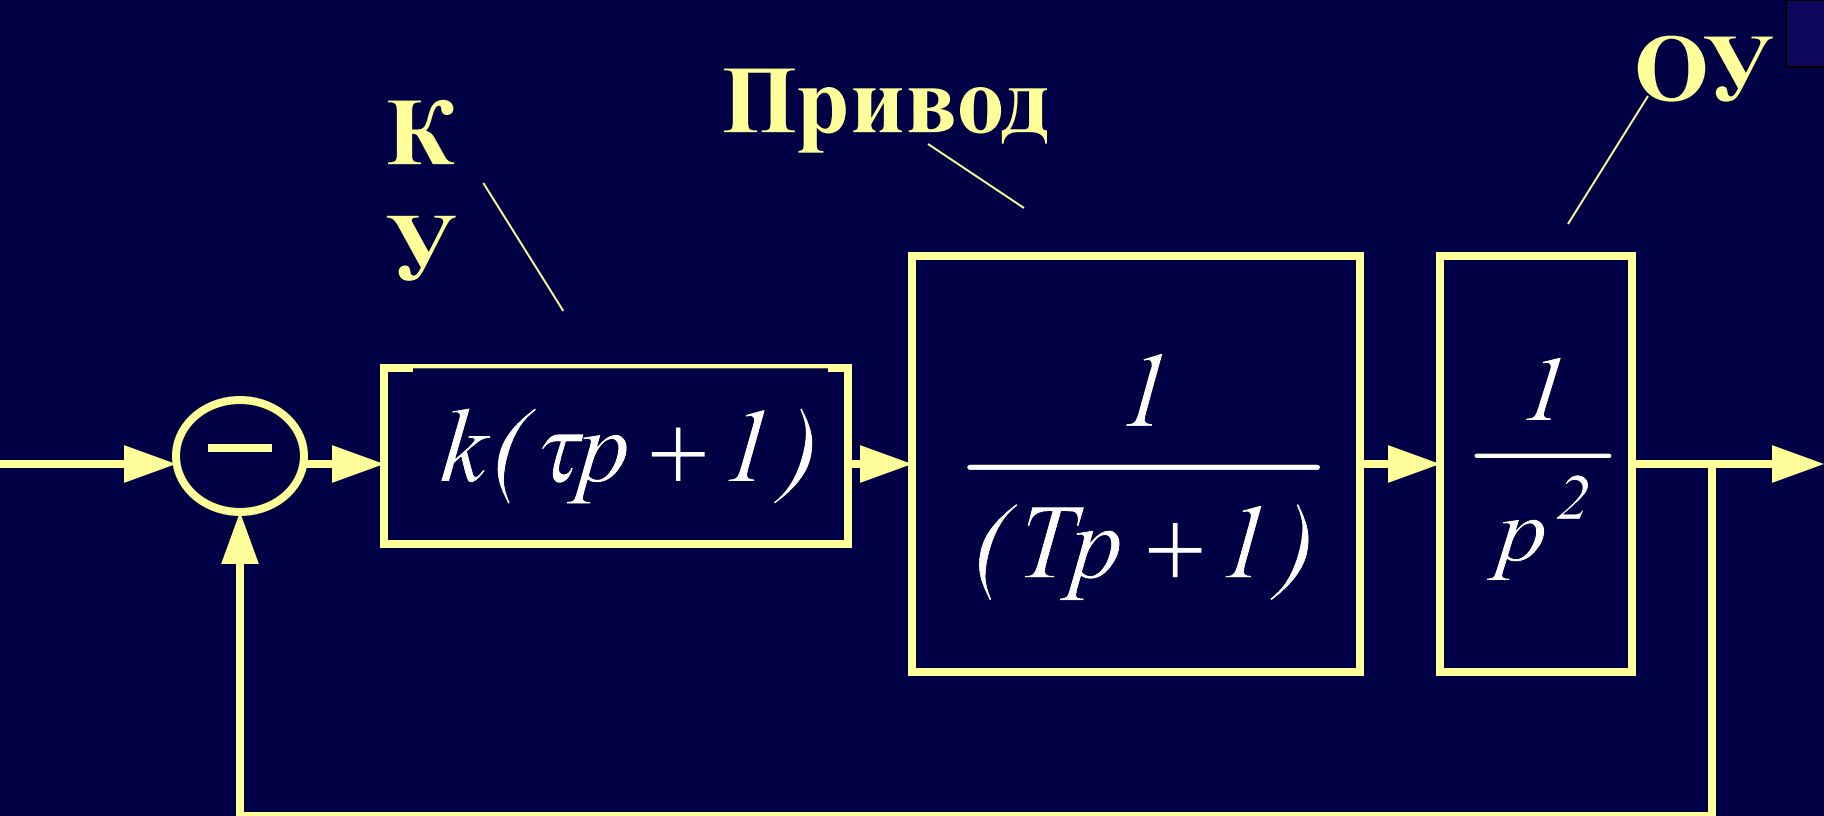 ОУ
Привод
К
У
−
k(τp + 1)
1
(Tp + 1)
1
p²